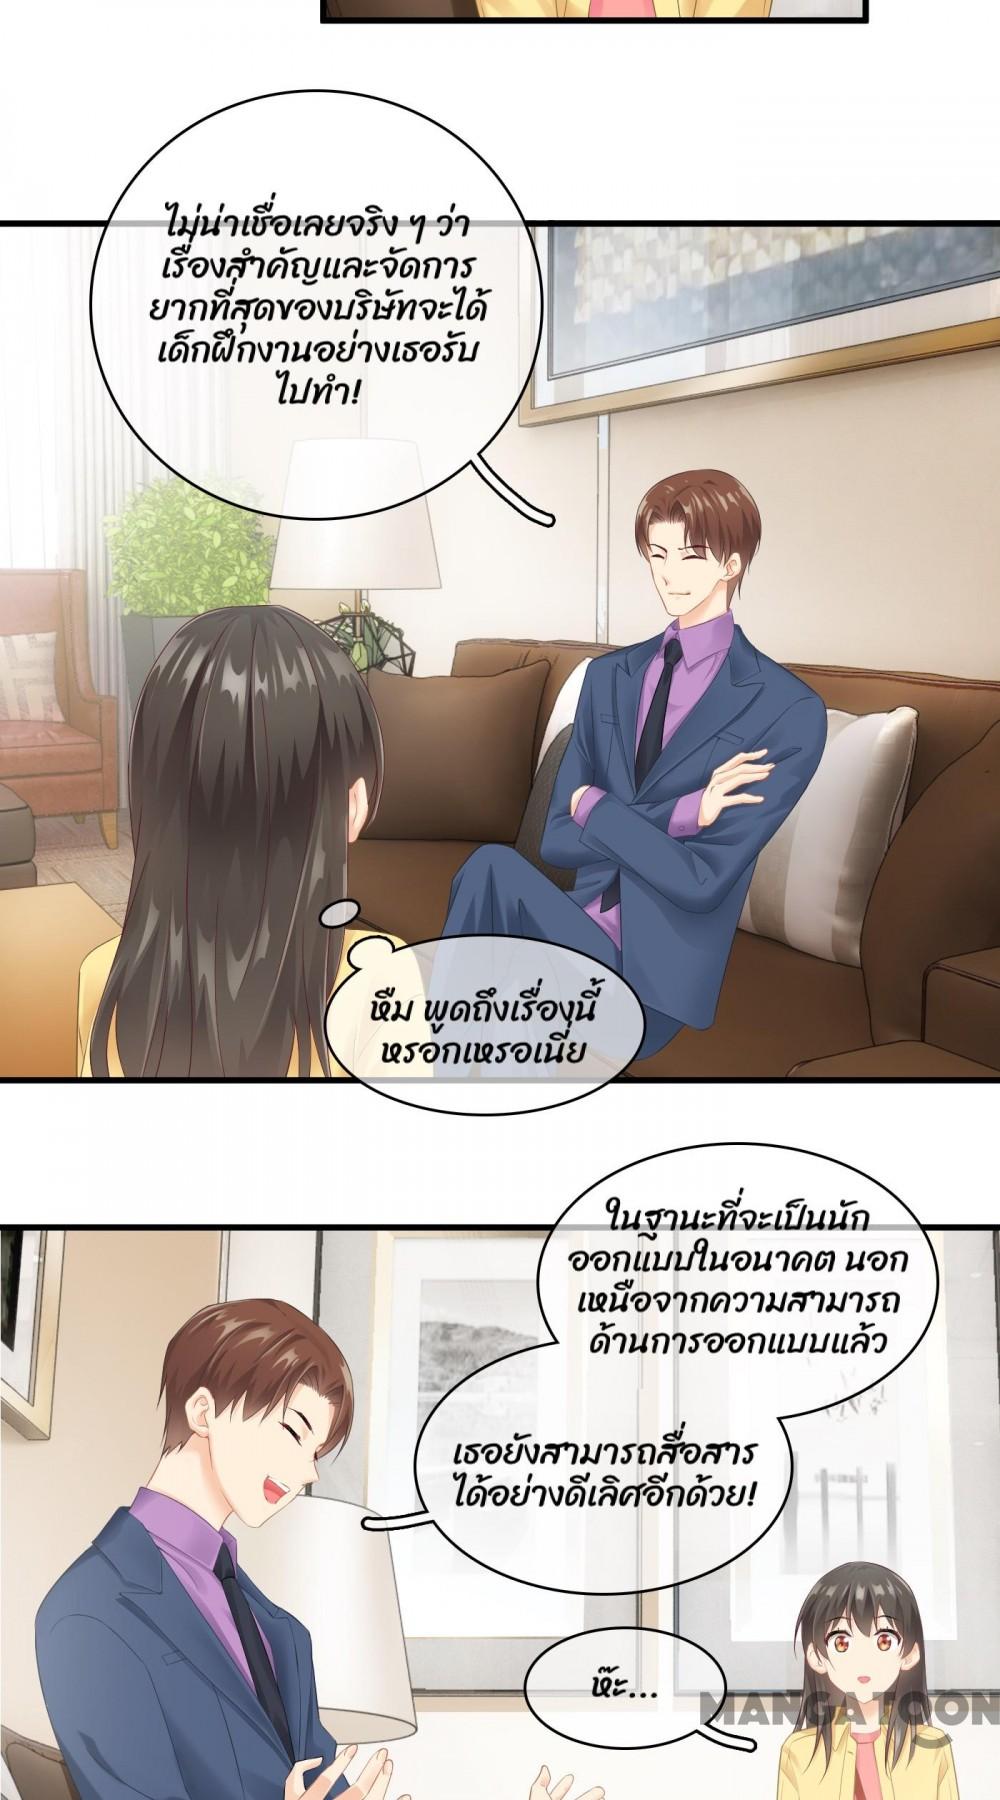 ไม่น่าเชื่อเลยจริง ๆ ว่า
เรื่องสำคัญและจัดการ
ยากที่สุดของบริษัทจะได้
เด็กฝึกงานอย่างเธอรับ
ไปทำ!
หืม พูดถึงเรื่องนี้
หรอกเหรอเนี่ย
ในฐานะที่จะเป็นนัก
ออกแบบในอนาคต นอก
เหนือจากความสามารถ
ด้านการออกแบบแล้ว
เธอยังสามารถสื่อสาร
ได้อย่างดีเลิศอีกด้วย!
ห๊ะ...
MANGATOON